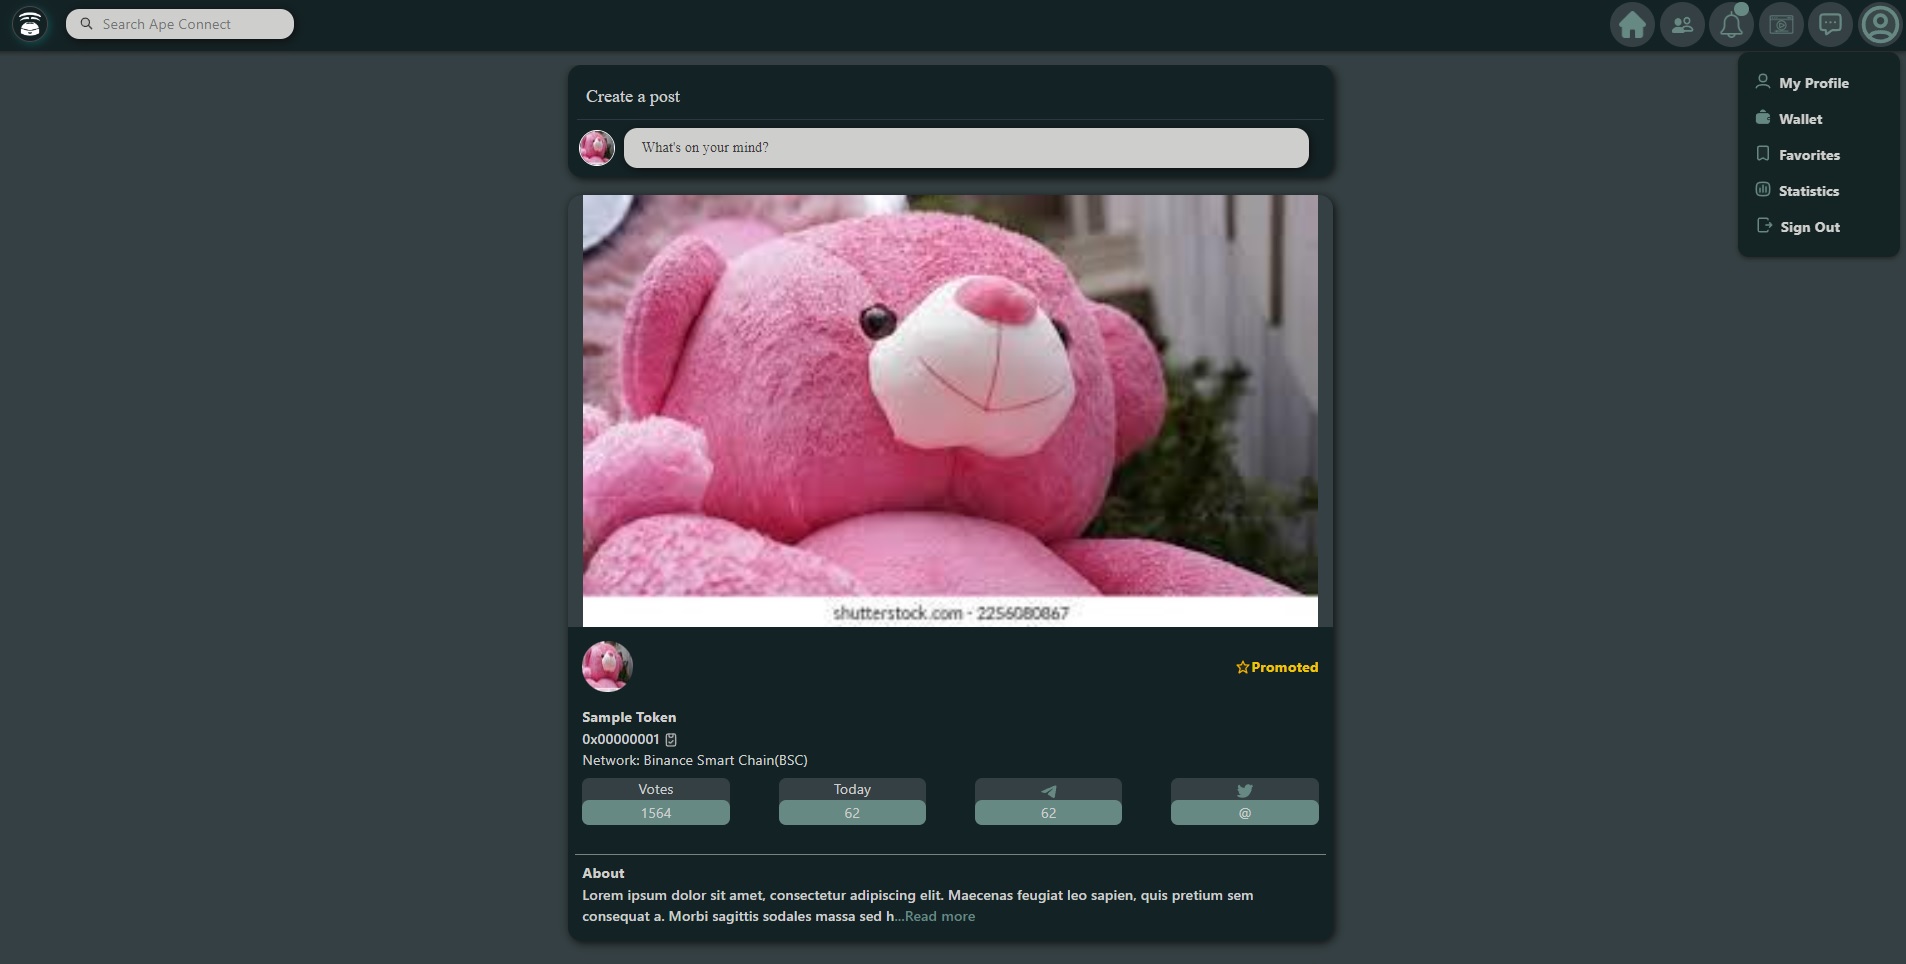 Search Ape Connect
My Profile
Wallet
Favorites
Statistics
Sign Out
Create a post
What's on your mind?
shutterstock.com · 2256080867
Promoted
Sample Token
0x00000001
Network: Binance Smart Chain(BSC)
Votes Today
1564 62 62 @
About
Lorem ipsum dolor sit amet, consectetur adipiscing elit. Maecenas feugiat leo sapien, quis pretium sem
consequat a. Morbi sagittis sodales massa sed h...Read more